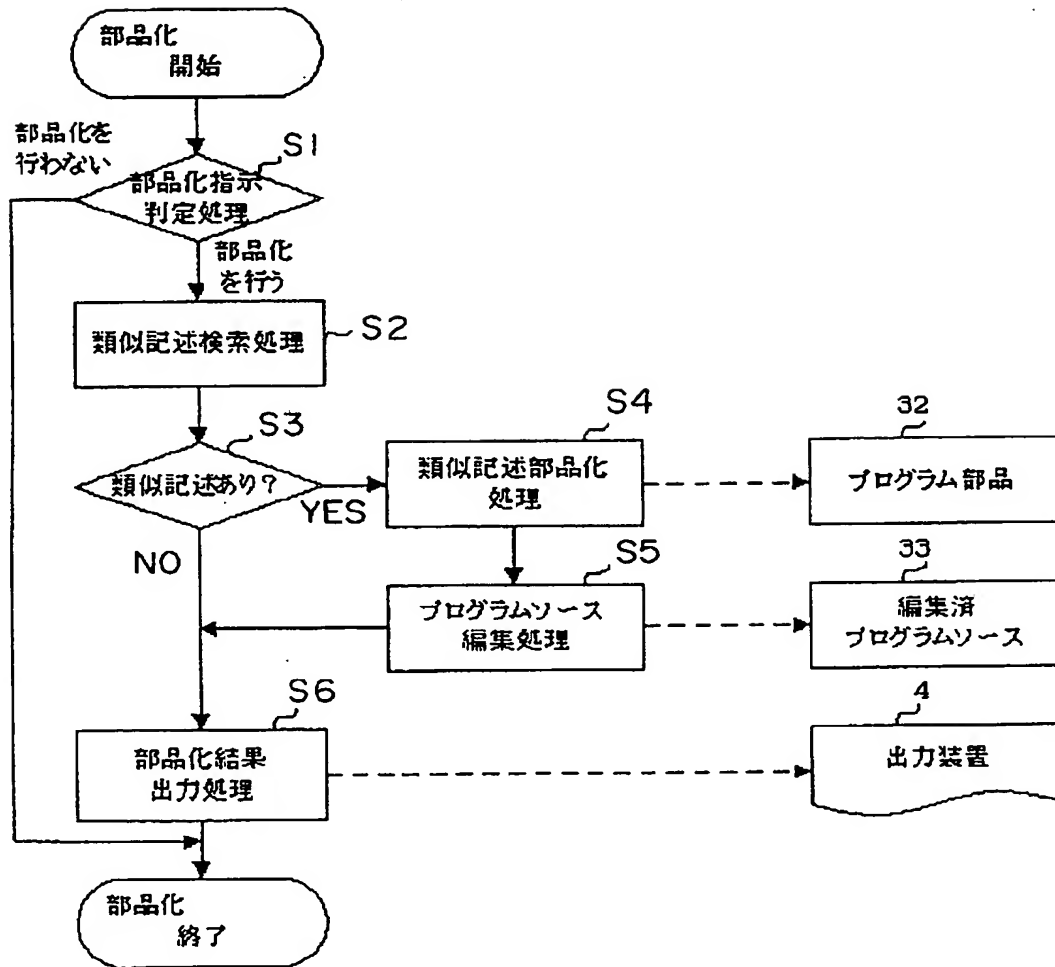 部品化
開始
部品化を
行わない
S1
部品化指示
判定処理
部品化
を行う
類似記述検索処理
S2
S3
類似記述あり?
YES
NO
S4
類似記述部品化
処理
32
プログラム部品
S5
プログラムソース
編集処理
33
編集済
プログラムソース
S6
部品化結果
出力処理
4
出力装置
部品化
終了